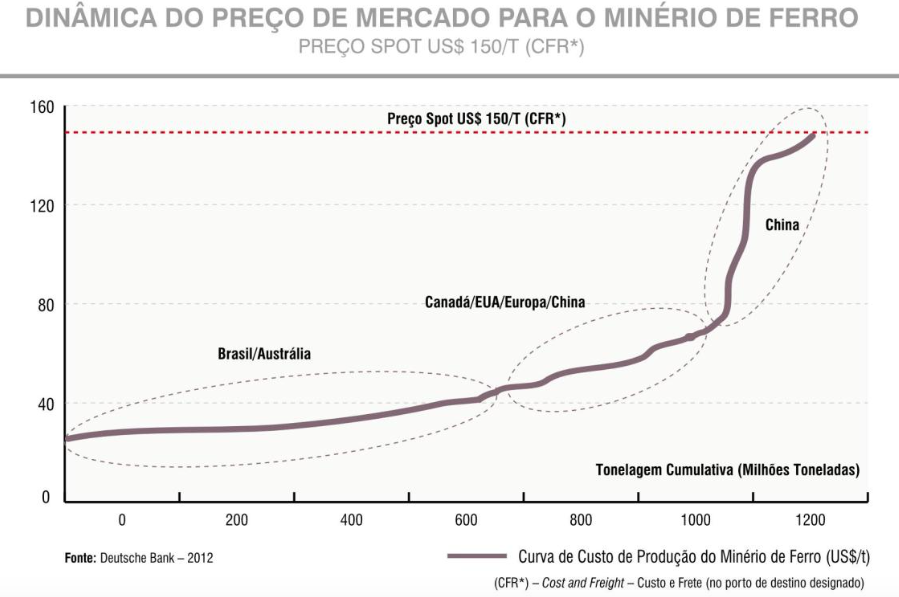 DINÂMICA DO PREÇO DE MERCADO PARA O MINÉRIO DE FERRO
PREÇO SPOT US$ 150/T (CFR*)
160
Preço Spot US$ 150/T (CFR*)
120
China
80
Canadá/EUA/Europa/China
Brasil/Austrália
40
Tonelagem Cumulativa (Milhões Toneladas)
0
0 200 400 600 800 1000 1200
Fonte: Deutsche Bank – 2012
Curva de Custo de Produção do Minério de Ferro (US$/t)
(CFR*) – Cost and Freight – Custo e Frete (no porto de destino designado)